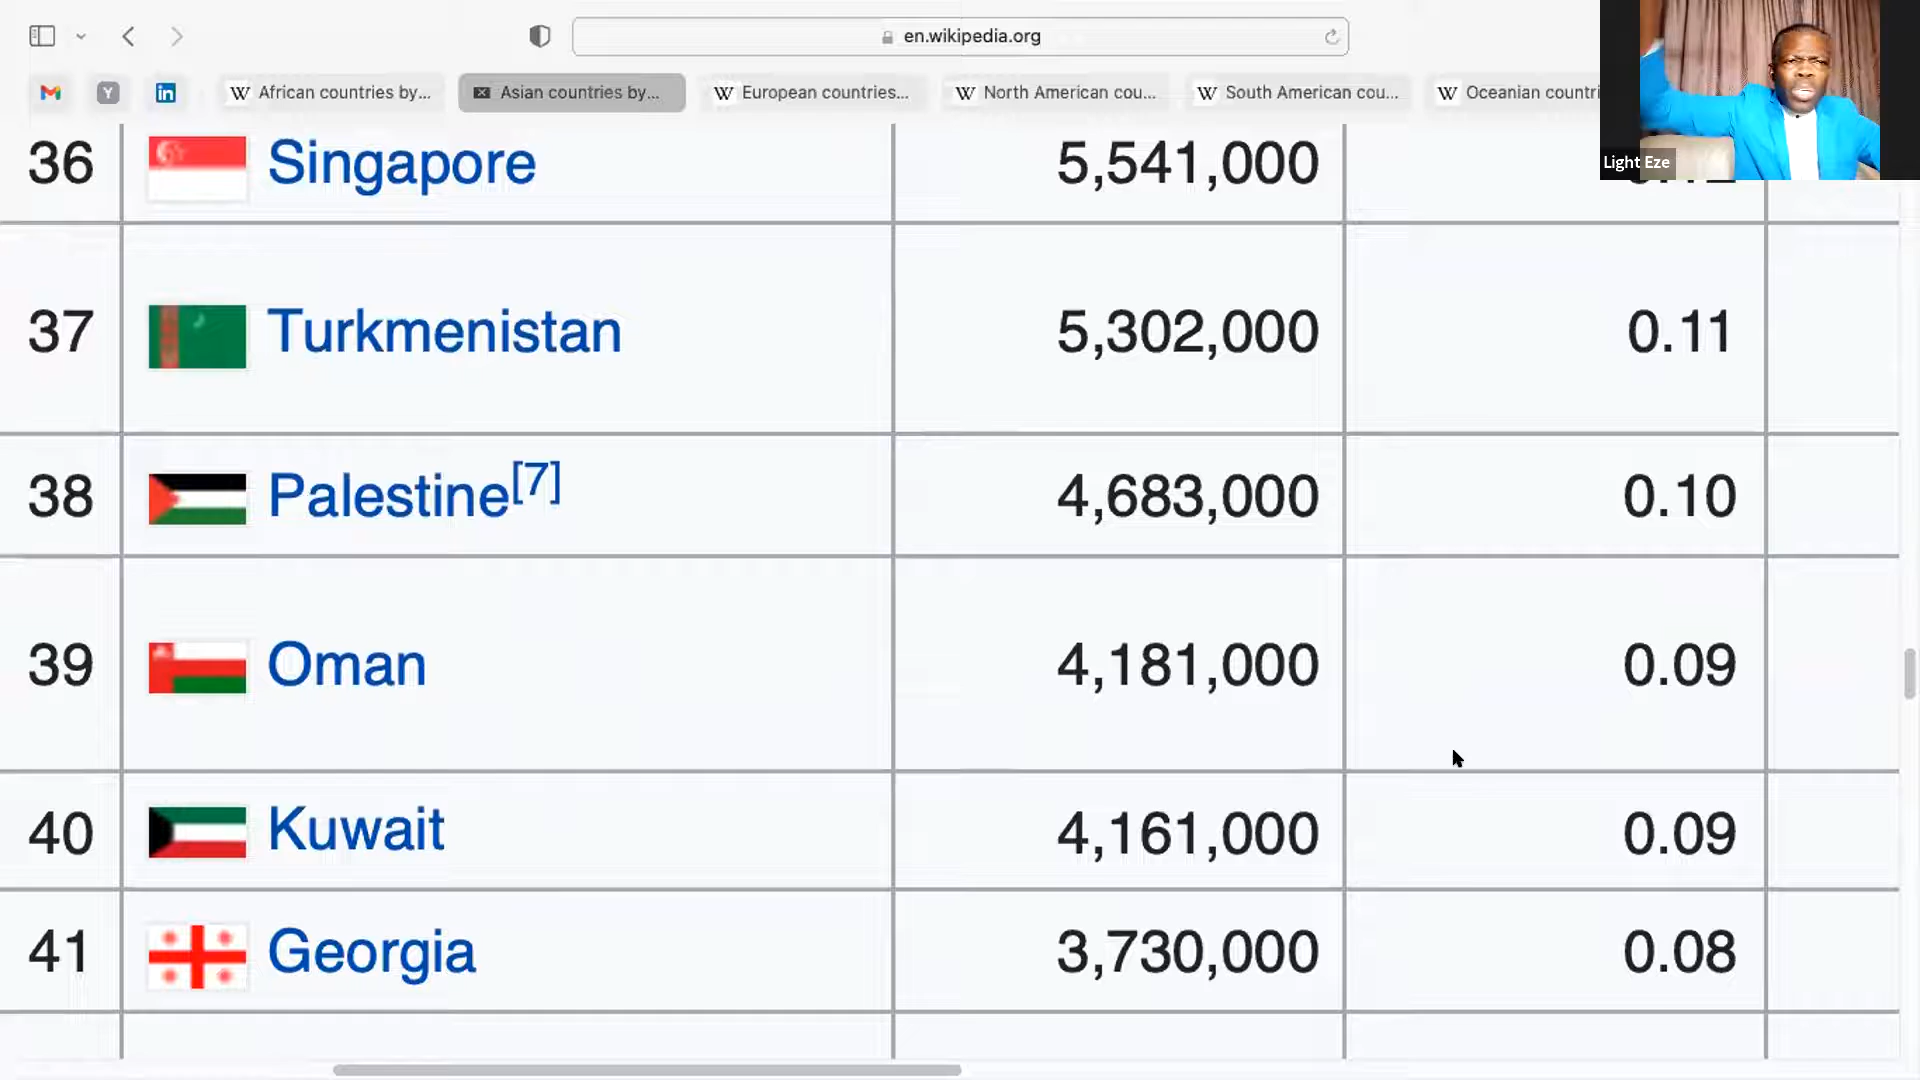 en.wikipedia.org
African countries by...
Asian countries by...
European countries...
North American cou...
South American cou...
Oceanian countri
Light Eze
36 Singapore 5,541,000
37 Turkmenistan 5,302,000 0.11
38 Palestine[7] 4,683,000 0.10
39 Oman 4,181,000 0.09
40 Kuwait 4,161,000 0.09
41 Georgia 3,730,000 0.08